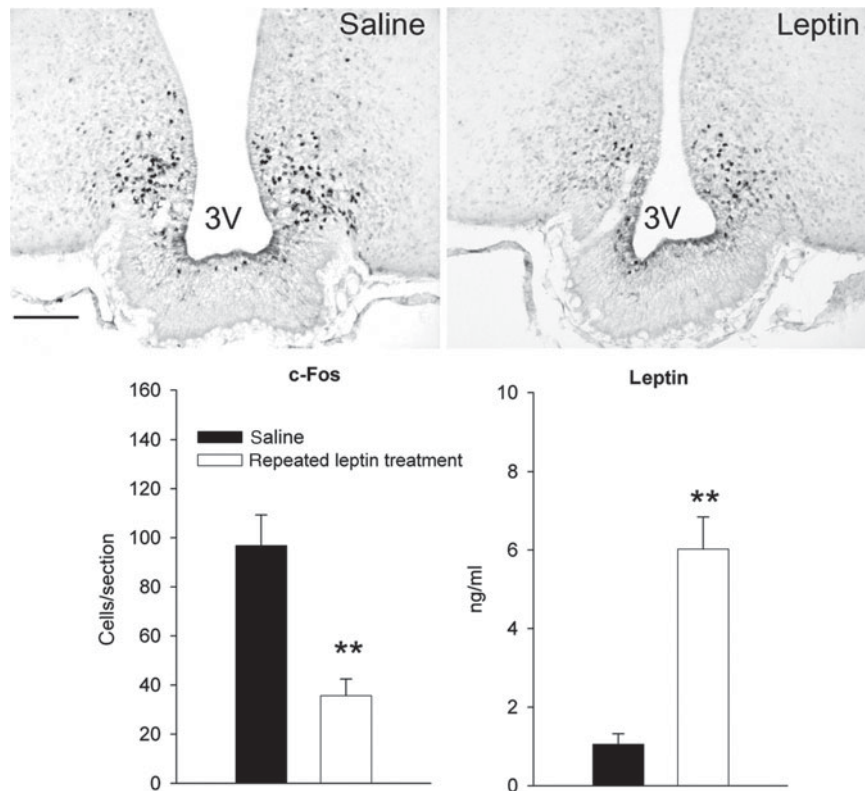 Saline
Leptin
3V
3V
c-Fos
160
140
120
100
80
60
40
20
0
Cells/section
Saline
Repeated leptin treatment
**
Leptin
10
8
6
4
2
0
ng/ml
**